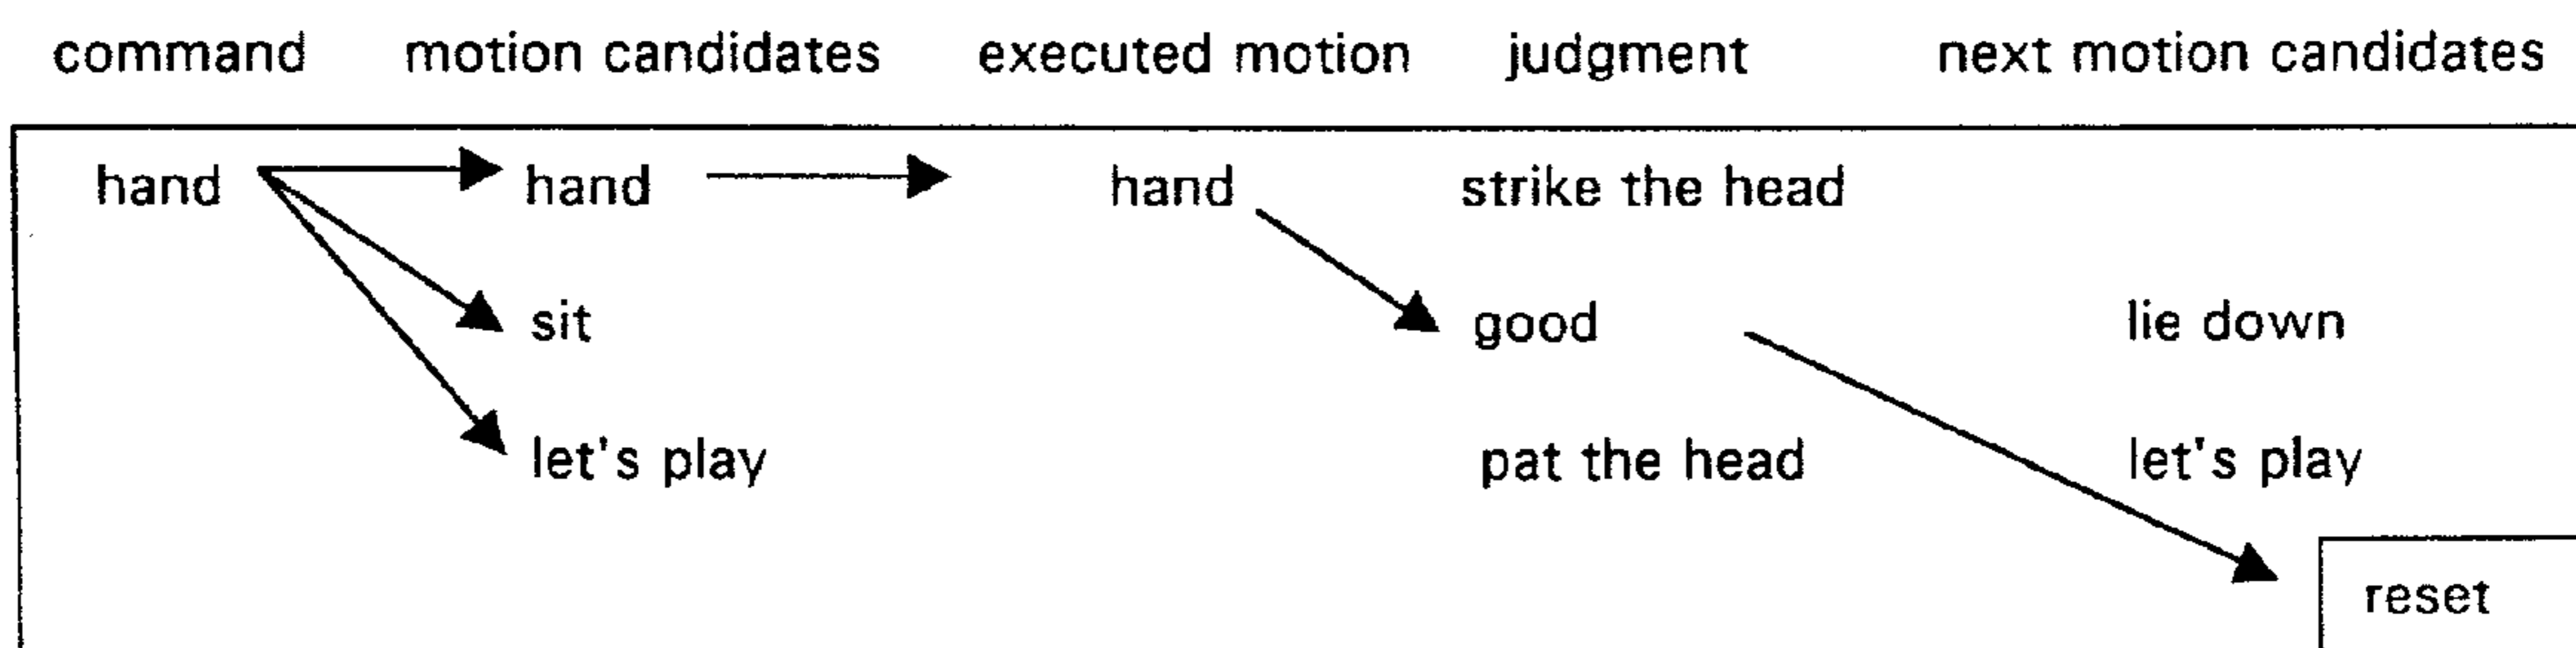 command motion candidates executed motion judgment next motion candidates
hand hand hand strike the head
sit good lie down
let's play pat the head let's play
reset